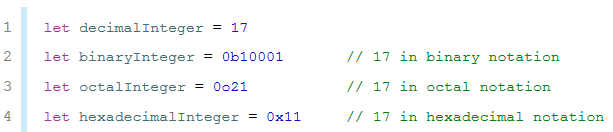 1 let decimalInteger = 17
2 let binaryInteger = 0b10001 // 17 in binary notation
3 let octalInteger = 0o21 // 17 in octal notation
4 let hexadecimalInteger = 0x11 // 17 in hexadecimal notation